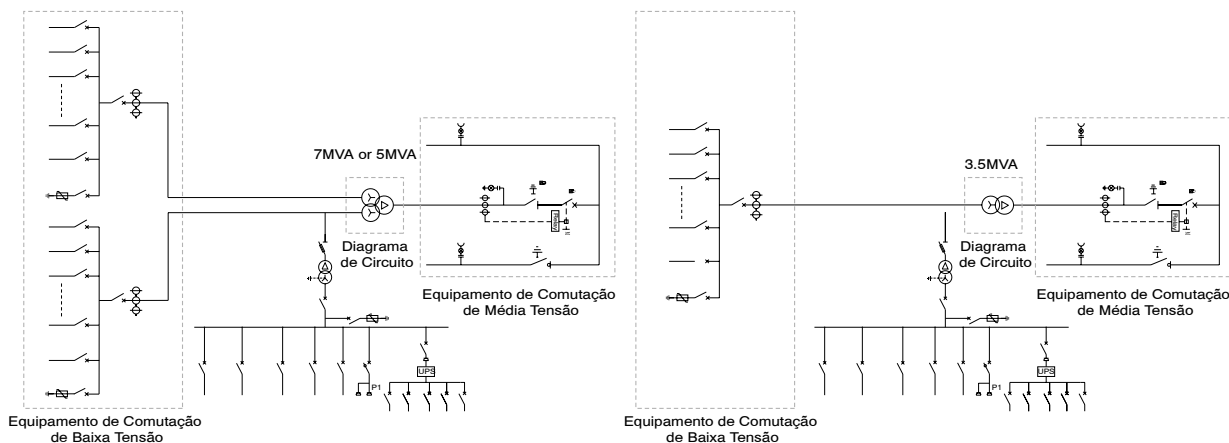 7MVA or 5MVA
Diagrama
de Circuito
Relay
Equipamento de Comutação
de Média Tensão
P1
UPS
Equipamento de Comutação
de Baixa Tensão
3.5MVA
Diagrama
de Circuito
Relay
Equipamento de Comutação
de Média Tensão
P1
UPS
Equipamento de Comutação
de Baixa Tensão